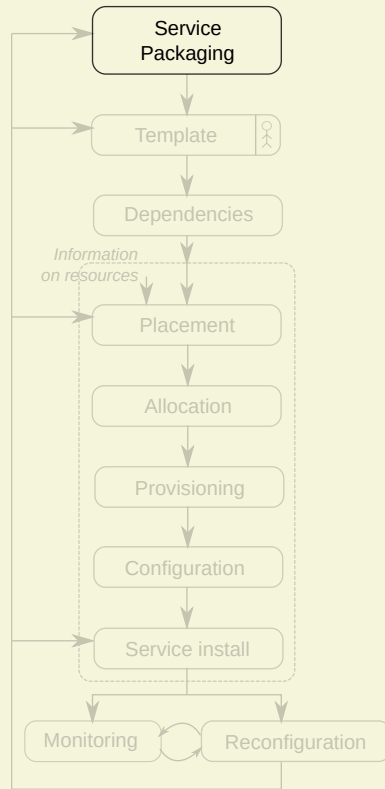 Service
Packaging
Template
Dependencies
Information
on resources
Placement
Allocation
Provisioning
Configuration
Service install
Monitoring
Reconfiguration